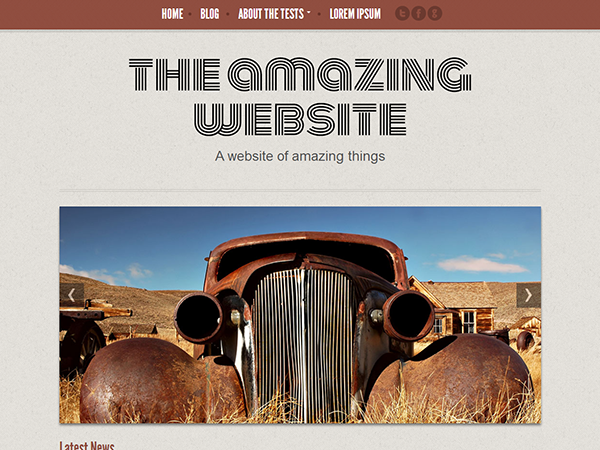 HOME • BLOG • ABOUT THE TESTS • LOREM IPSUM
THE AMAZING
WEBSITE
A website of amazing things
Latest News